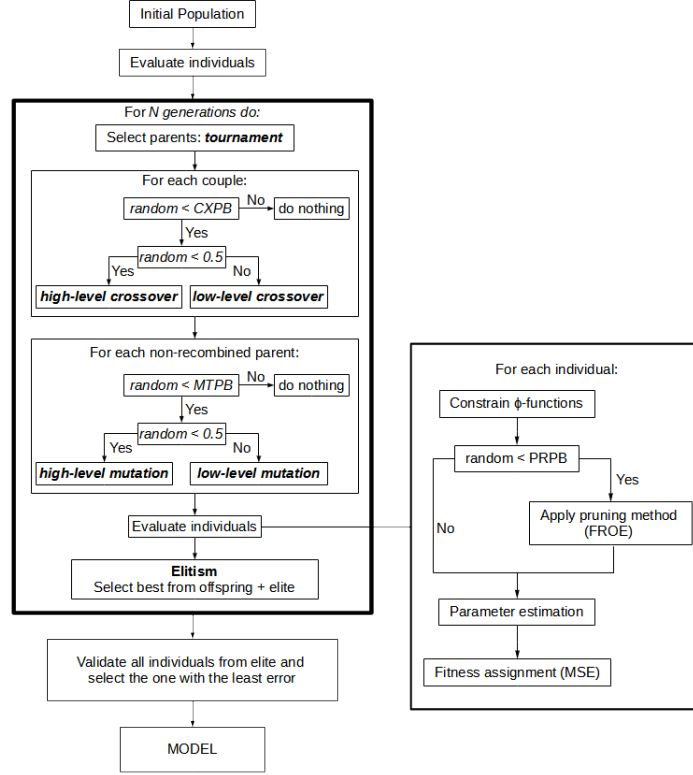 Initial Population
Evaluate individuals
For N generations do:
Select parents: tournament
For each couple:
random < CXPB
No
do nothing
Yes
random < 0.5
Yes
No
high-level crossover
low-level crossover
For each non-recombined parent:
random < MTPB
No
do nothing
Yes
random < 0.5
Yes
No
high-level mutation
low-level mutation
Evaluate individuals
Elitism
Select best from offspring + elite
Validate all individuals from elite and
select the one with the least error
MODEL
For each individual:
Constrain ϕ-functions
random < PRPB
Yes
No
Apply pruning method
(FROE)
Parameter estimation
Fitness assignment (MSE)